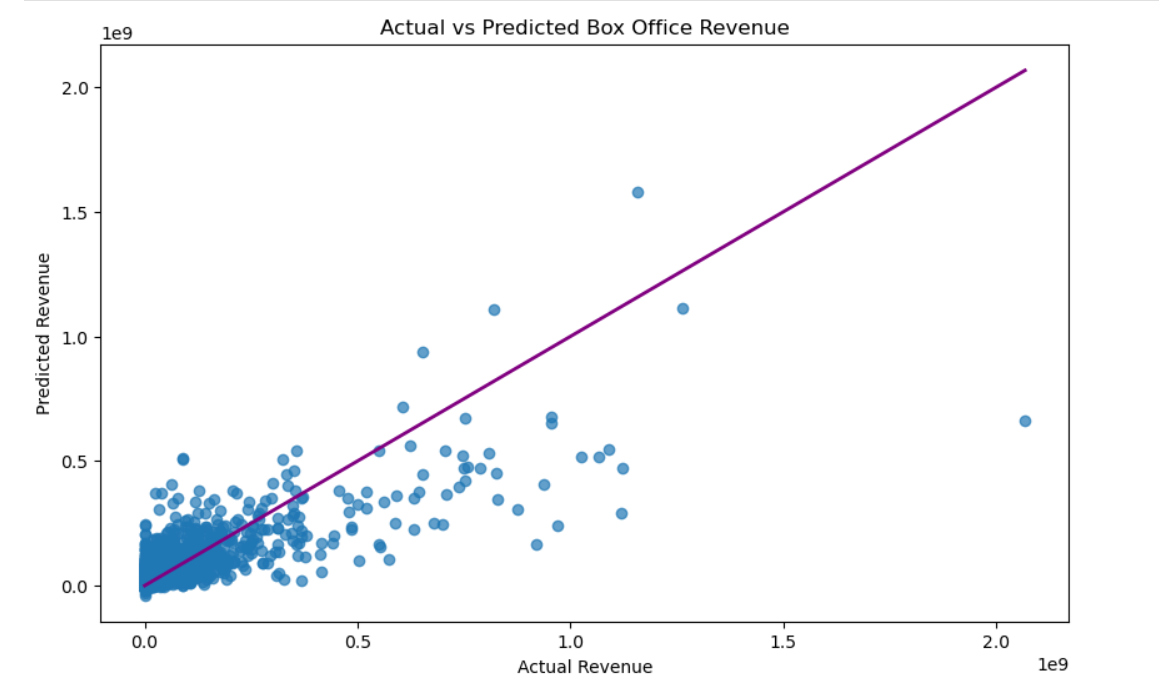 Actual vs Predicted Box Office Revenue
1e9
2.0
1.5
1.0
0.5
0.0
Predicted Revenue
0.0 0.5 1.0 1.5 2.0
1e9
Actual Revenue